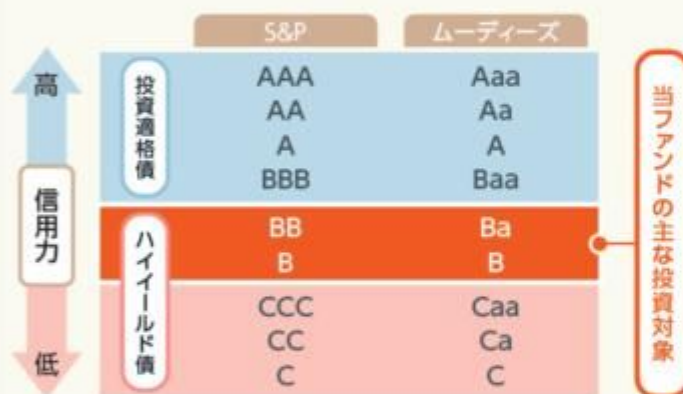 S&P ムーディーズ
高
信用力
低
投資適格債
AAA Aaa
AA Aa
A A
BBB Baa
ハイイールド債
BB Ba
B B
CCC Caa
CC Ca
C C
当ファンドの主な投資対象